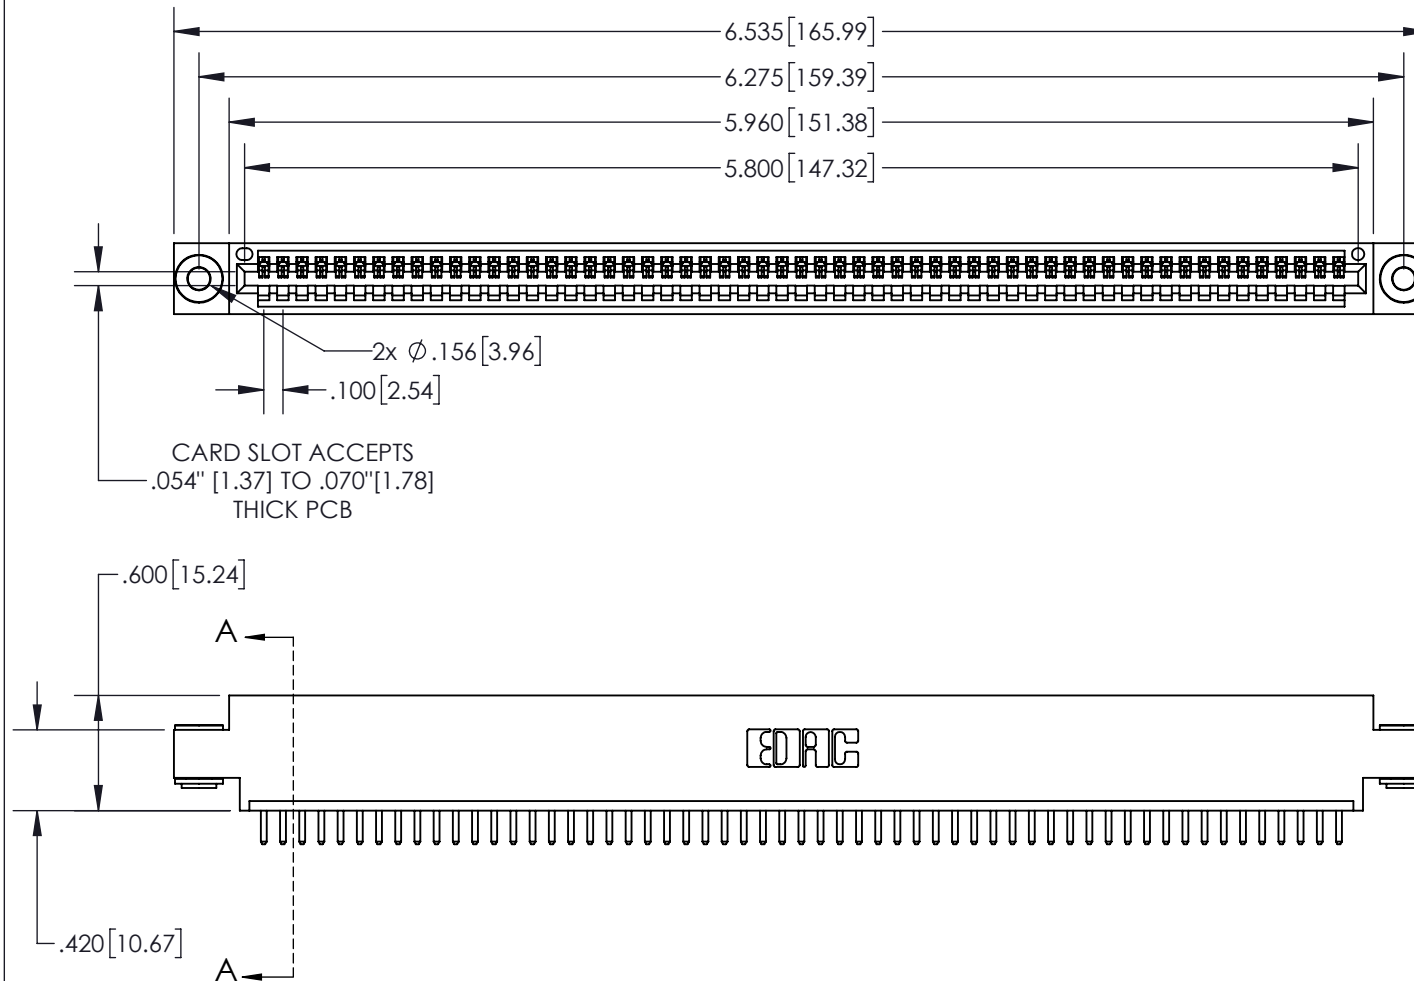 6.535[165.99]
6.275[159.39]
5.960[151.38]
5.800[147.32]
2x Ø.156[3.96]
.100[2.54]
CARD SLOT ACCEPTS
.054" [1.37] TO .070"[1.78]
THICK PCB
.600[15.24]
A
EDAC
.420[10.67]
A